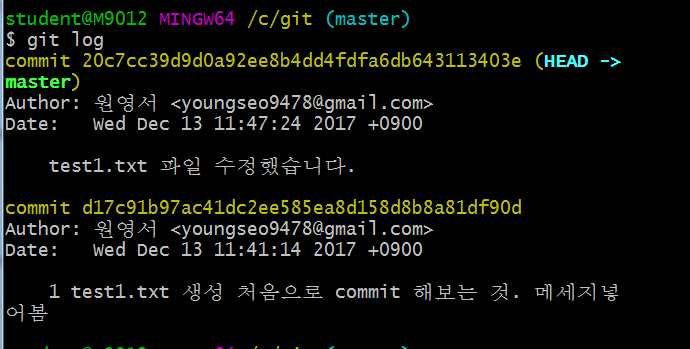 student@M9012 MINGW64 /c/git (master)
$ git log
commit 20c7cc39d9d0a92ee8b4dd4fdfa6db643113403e (HEAD ->
master)
Author: 원영서 <youngseo9478@gmail.com>
Date:   Wed Dec 13 11:47:24 2017 +0900
    test1.txt 파일 수정했습니다.
commit d17c91b97ac41dc2ee585ea8d158d8b8a81df90d
Author: 원영서 <youngseo9478@gmail.com>
Date:   Wed Dec 13 11:41:14 2017 +0900
    1 test1.txt 생성 처음으로 commit 해보는 것. 메세지넣
어봄